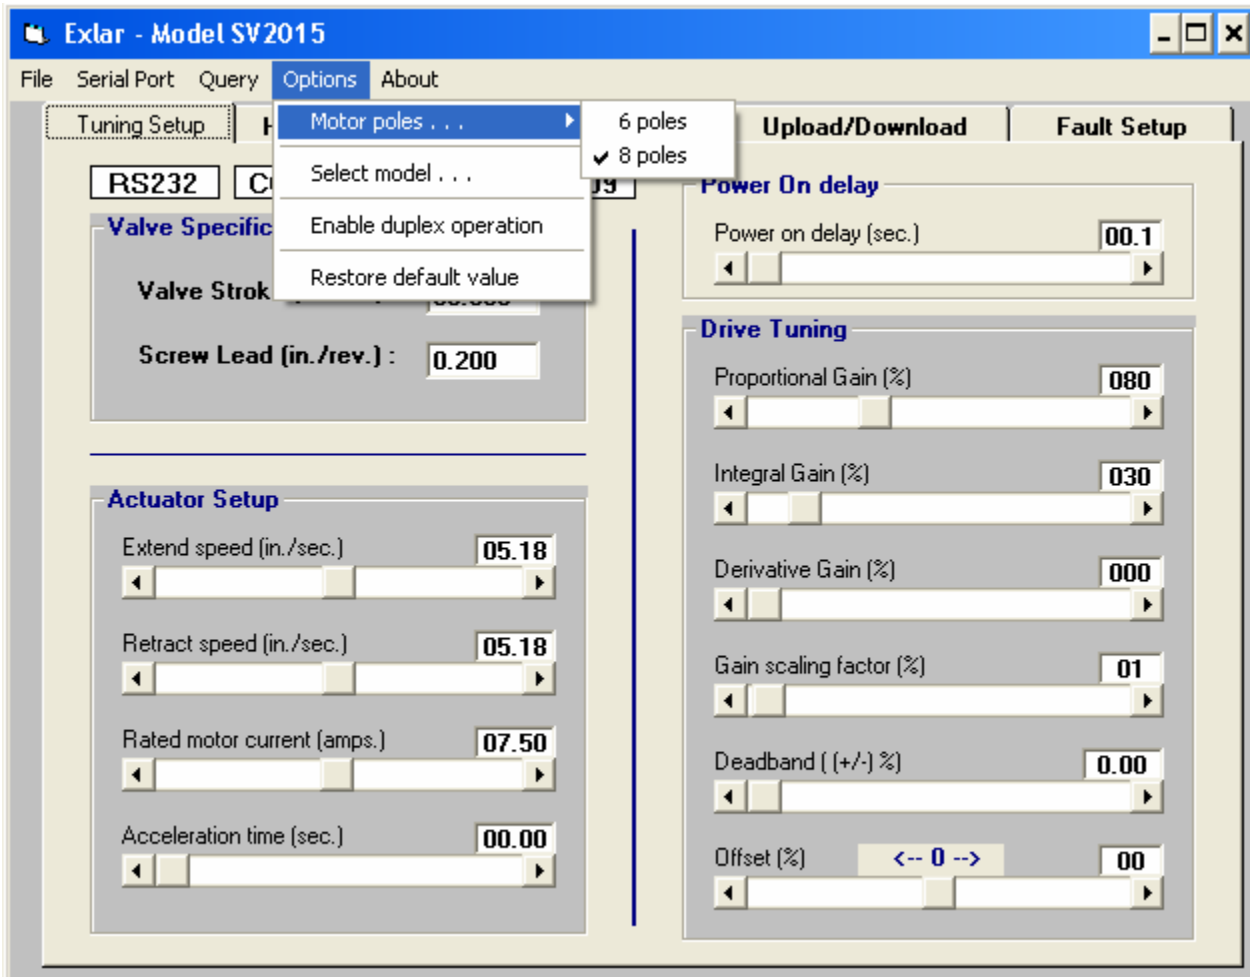 Exlar - Model SV2015
File Serial Port Query Options About
Tuning Setup Upload/Download Fault Setup
Motor poles . . .
6 poles
8 poles
Select model . . .
Enable duplex operation
Restore default value
RS232
Valve Specific
Valve Strok
Screw Lead (in./rev.) : 0.200
Actuator Setup
Extend speed (in./sec.) 05.18
Retract speed (in./sec.) 05.18
Rated motor current (amps.) 07.50
Acceleration time (sec.) 00.00
Power On delay
Power on delay (sec.) 00.1
Drive Tuning
Proportional Gain (%) 080
Integral Gain (%) 030
Derivative Gain (%) 000
Gain scaling factor (%) 01
Deadband ( (+/-) %) 0.00
Offset (%) <-- 0 --> 00